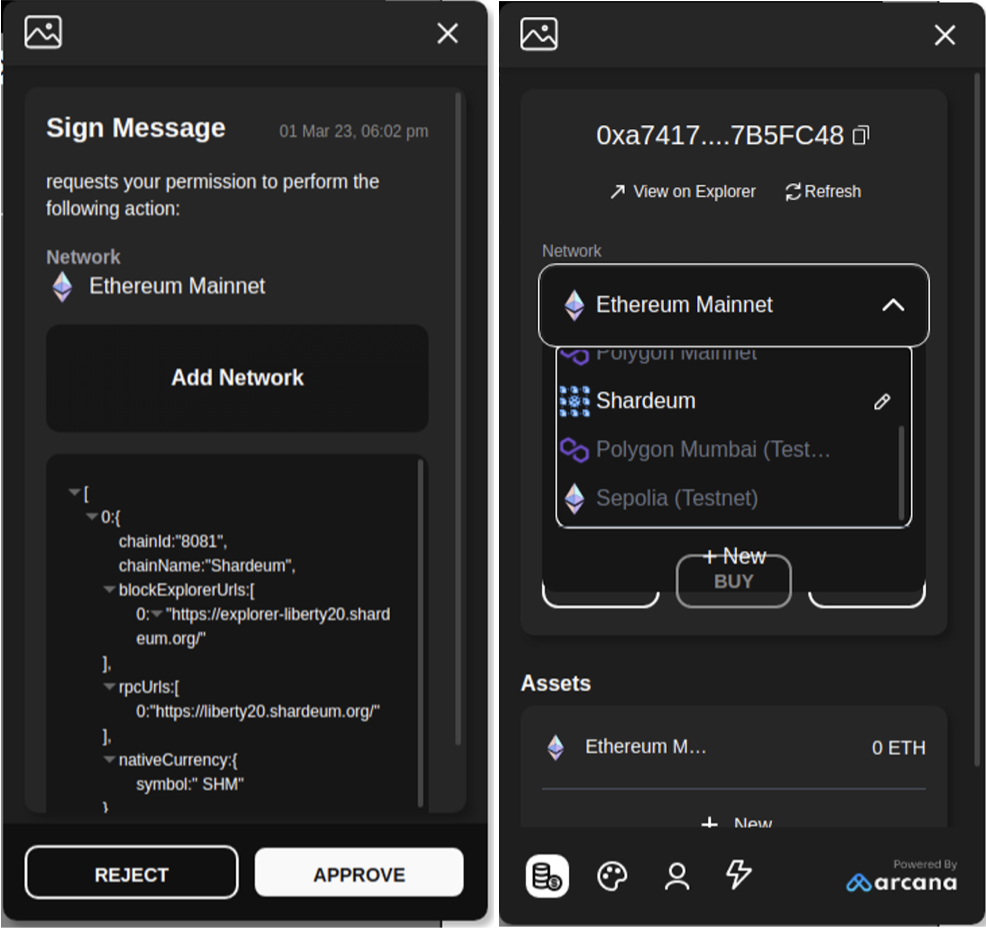 Sign Message
01 Mar 23, 06:02 pm
requests your permission to perform the
following action:
Network
Ethereum Mainnet
Add Network
[
0:{
chainId:"8081",
chainName:"Shardeum",
blockExplorerUrls:[
0: "https://explorer-liberty20.shard
eum.org/"
],
rpcUrls:[
0:"https://liberty20.shardeum.org/"
],
nativeCurrency:{
symbol:" SHM"
}
REJECT
APPROVE
0xa7417....7B5FC48
View on Explorer
Refresh
Network
Ethereum Mainnet
Polygon Mainnet
Shardeum
Polygon Mumbai (Test...
Sepolia (Testnet)
+ New
BUY
Assets
Ethereum M...
0 ETH
+ New
Powered By
arcana